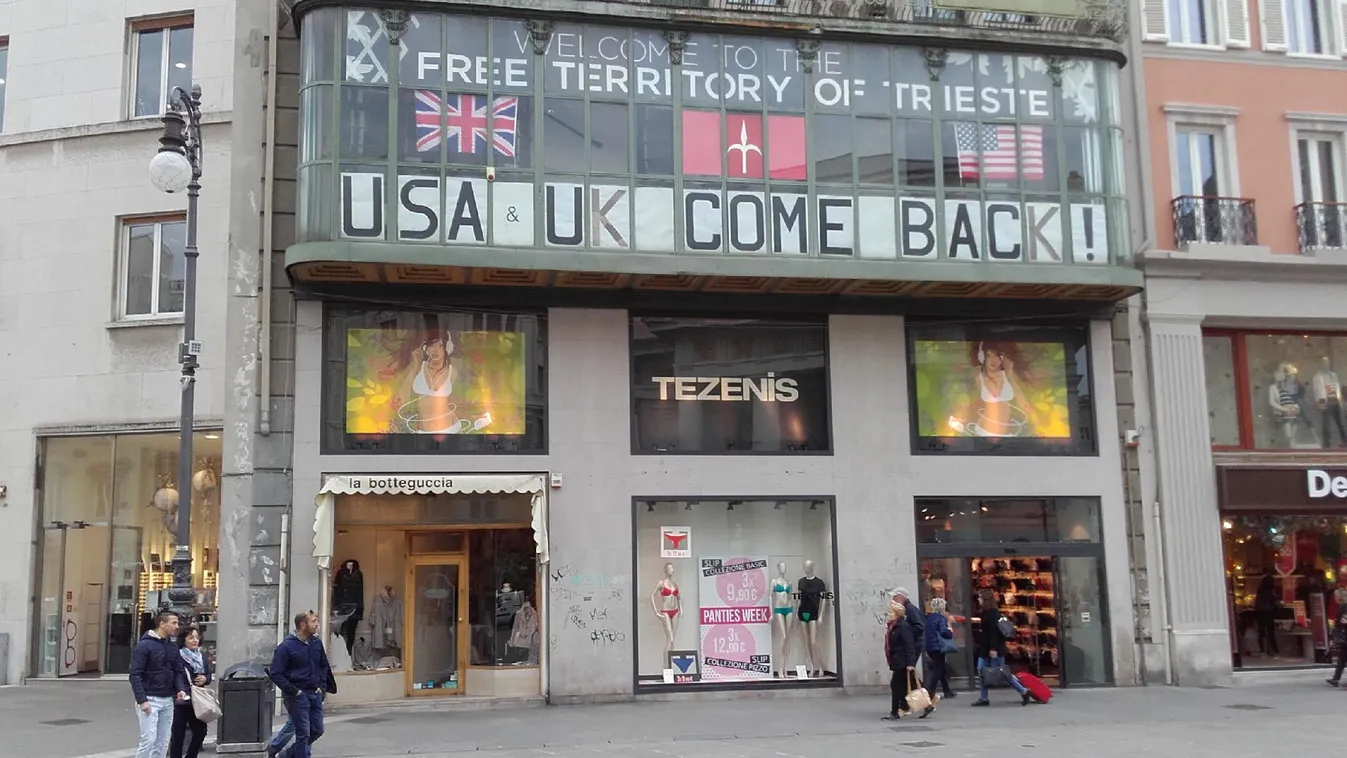 WELCOME TO THE
FREE TERRITORY OF TRIESTE
USA & UK COME BACK!
TEZENIS
la botteguccia
De
SLIP
COLLEZIONE BASIC
3x
9,90€
PANTIES WEEK
3x
12,90€
SLIP
COLLEZIONE PIZZO
TEZENIS